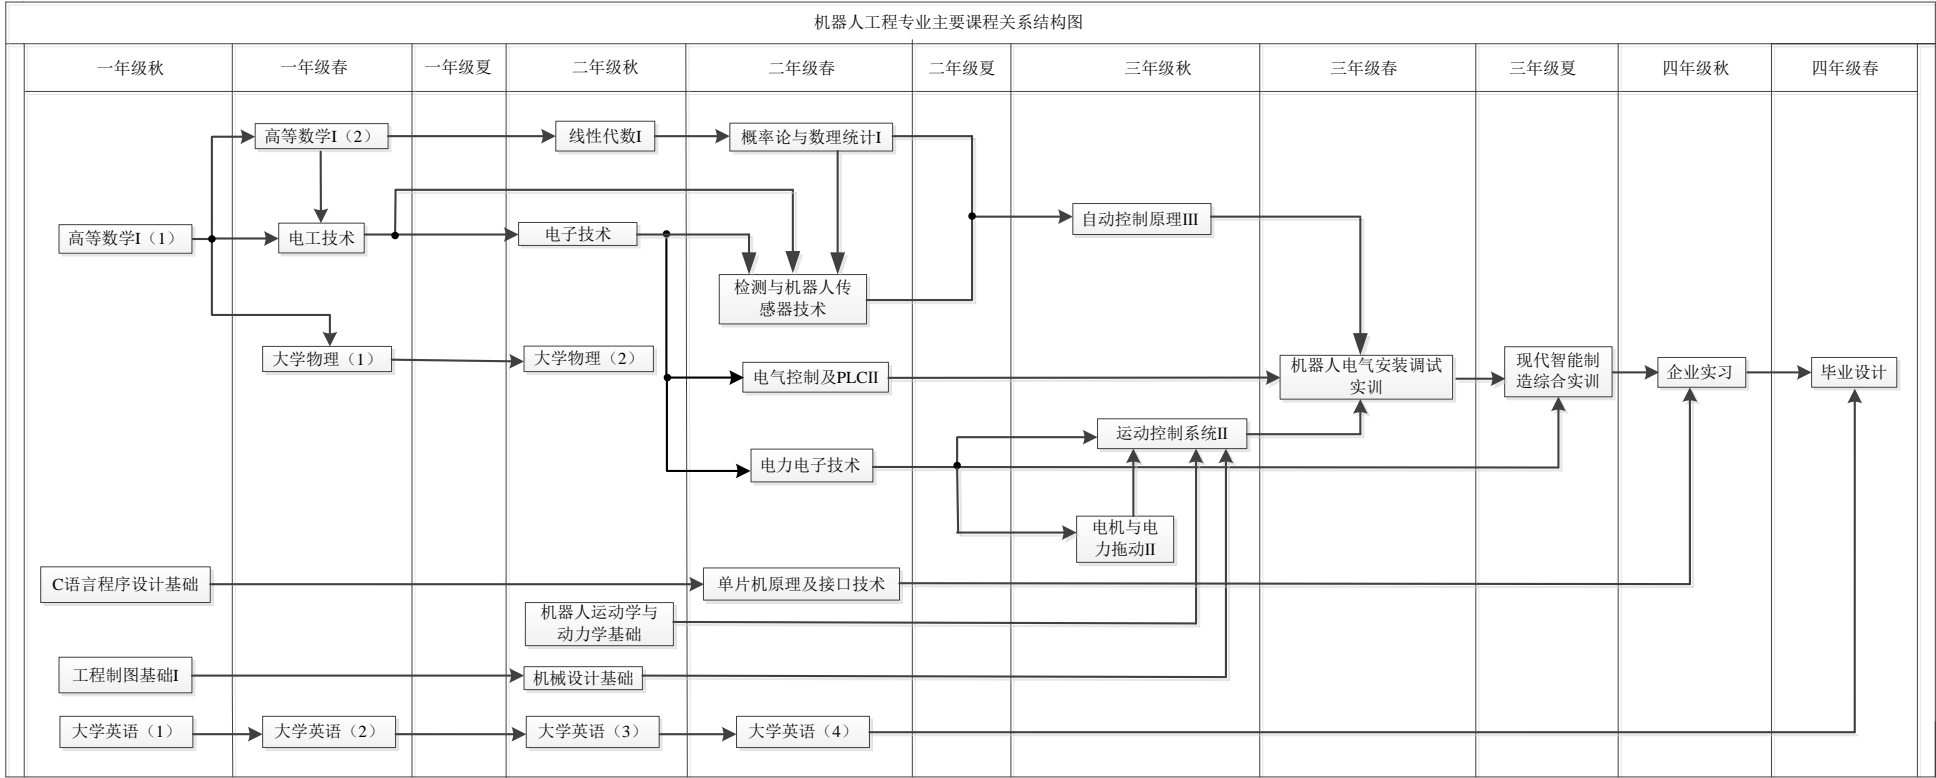 机器人工程专业主要课程关系结构图
一年级秋
一年级春
一年级夏
二年级秋
二年级春
二年级夏
三年级秋
三年级春
三年级夏
四年级秋
四年级春
高等数学I（2）
线性代数I
概率论与数理统计I
高等数学I（1）
电工技术
电子技术
自动控制原理III
检测与机器人传
感器技术
大学物理（1）
大学物理（2）
电气控制及PLCII
机器人电气安装调试
实训
现代智能制
造综合实训
企业实习
毕业设计
运动控制系统II
电力电子技术
电机与电
力拖动II
C语言程序设计基础
单片机原理及接口技术
机器人运动学与
动力学基础
工程制图基础I
机械设计基础
大学英语（1）
大学英语（2）
大学英语（3）
大学英语（4）